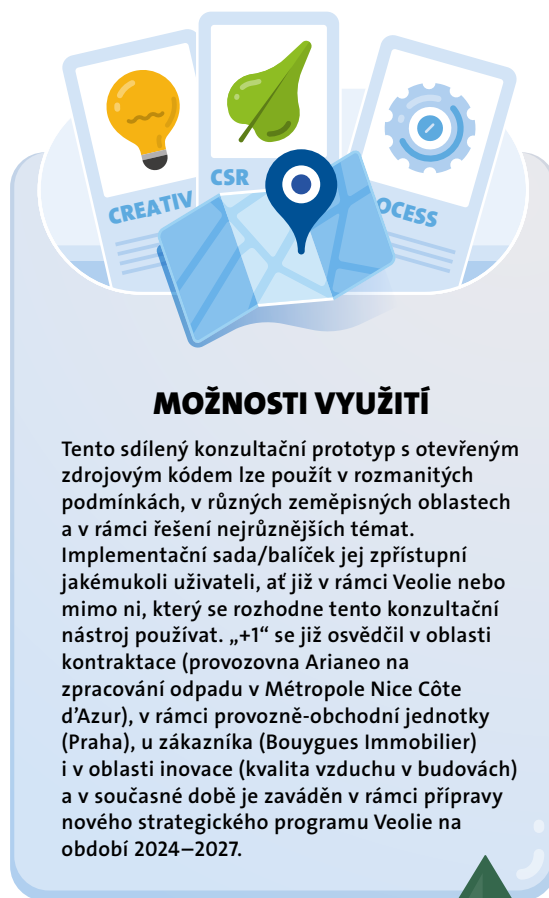 CREATIV
CSR
OCESS
MOŽNOSTI VYUŽITÍ
Tento sdílený konzultační prototyp s otevřeným
zdrojovým kódem lze použít v rozmanitých
podmínkách, v různých zeměpisných oblastech
a v rámci řešení nejrůznějších témat.
Implementační sada/balíček jej zpřístupní
jakémukoli uživateli, ať již v rámci Veolie nebo
mimo ni, který se rozhodne tento konzultační
nástroj používat. „+1“ se již osvědčil v oblasti
kontraktace (provozovna Arianeo na
zpracování odpadu v Métropole Nice Côte
d’Azur), v rámci provozně-obchodní jednotky
(Praha), u zákazníka (Bouygues Immobilier)
i v oblasti inovace (kvalita vzduchu v budovách)
a v současné době je zaváděn v rámci přípravy
nového strategického programu Veolie na
období 2024–2027.